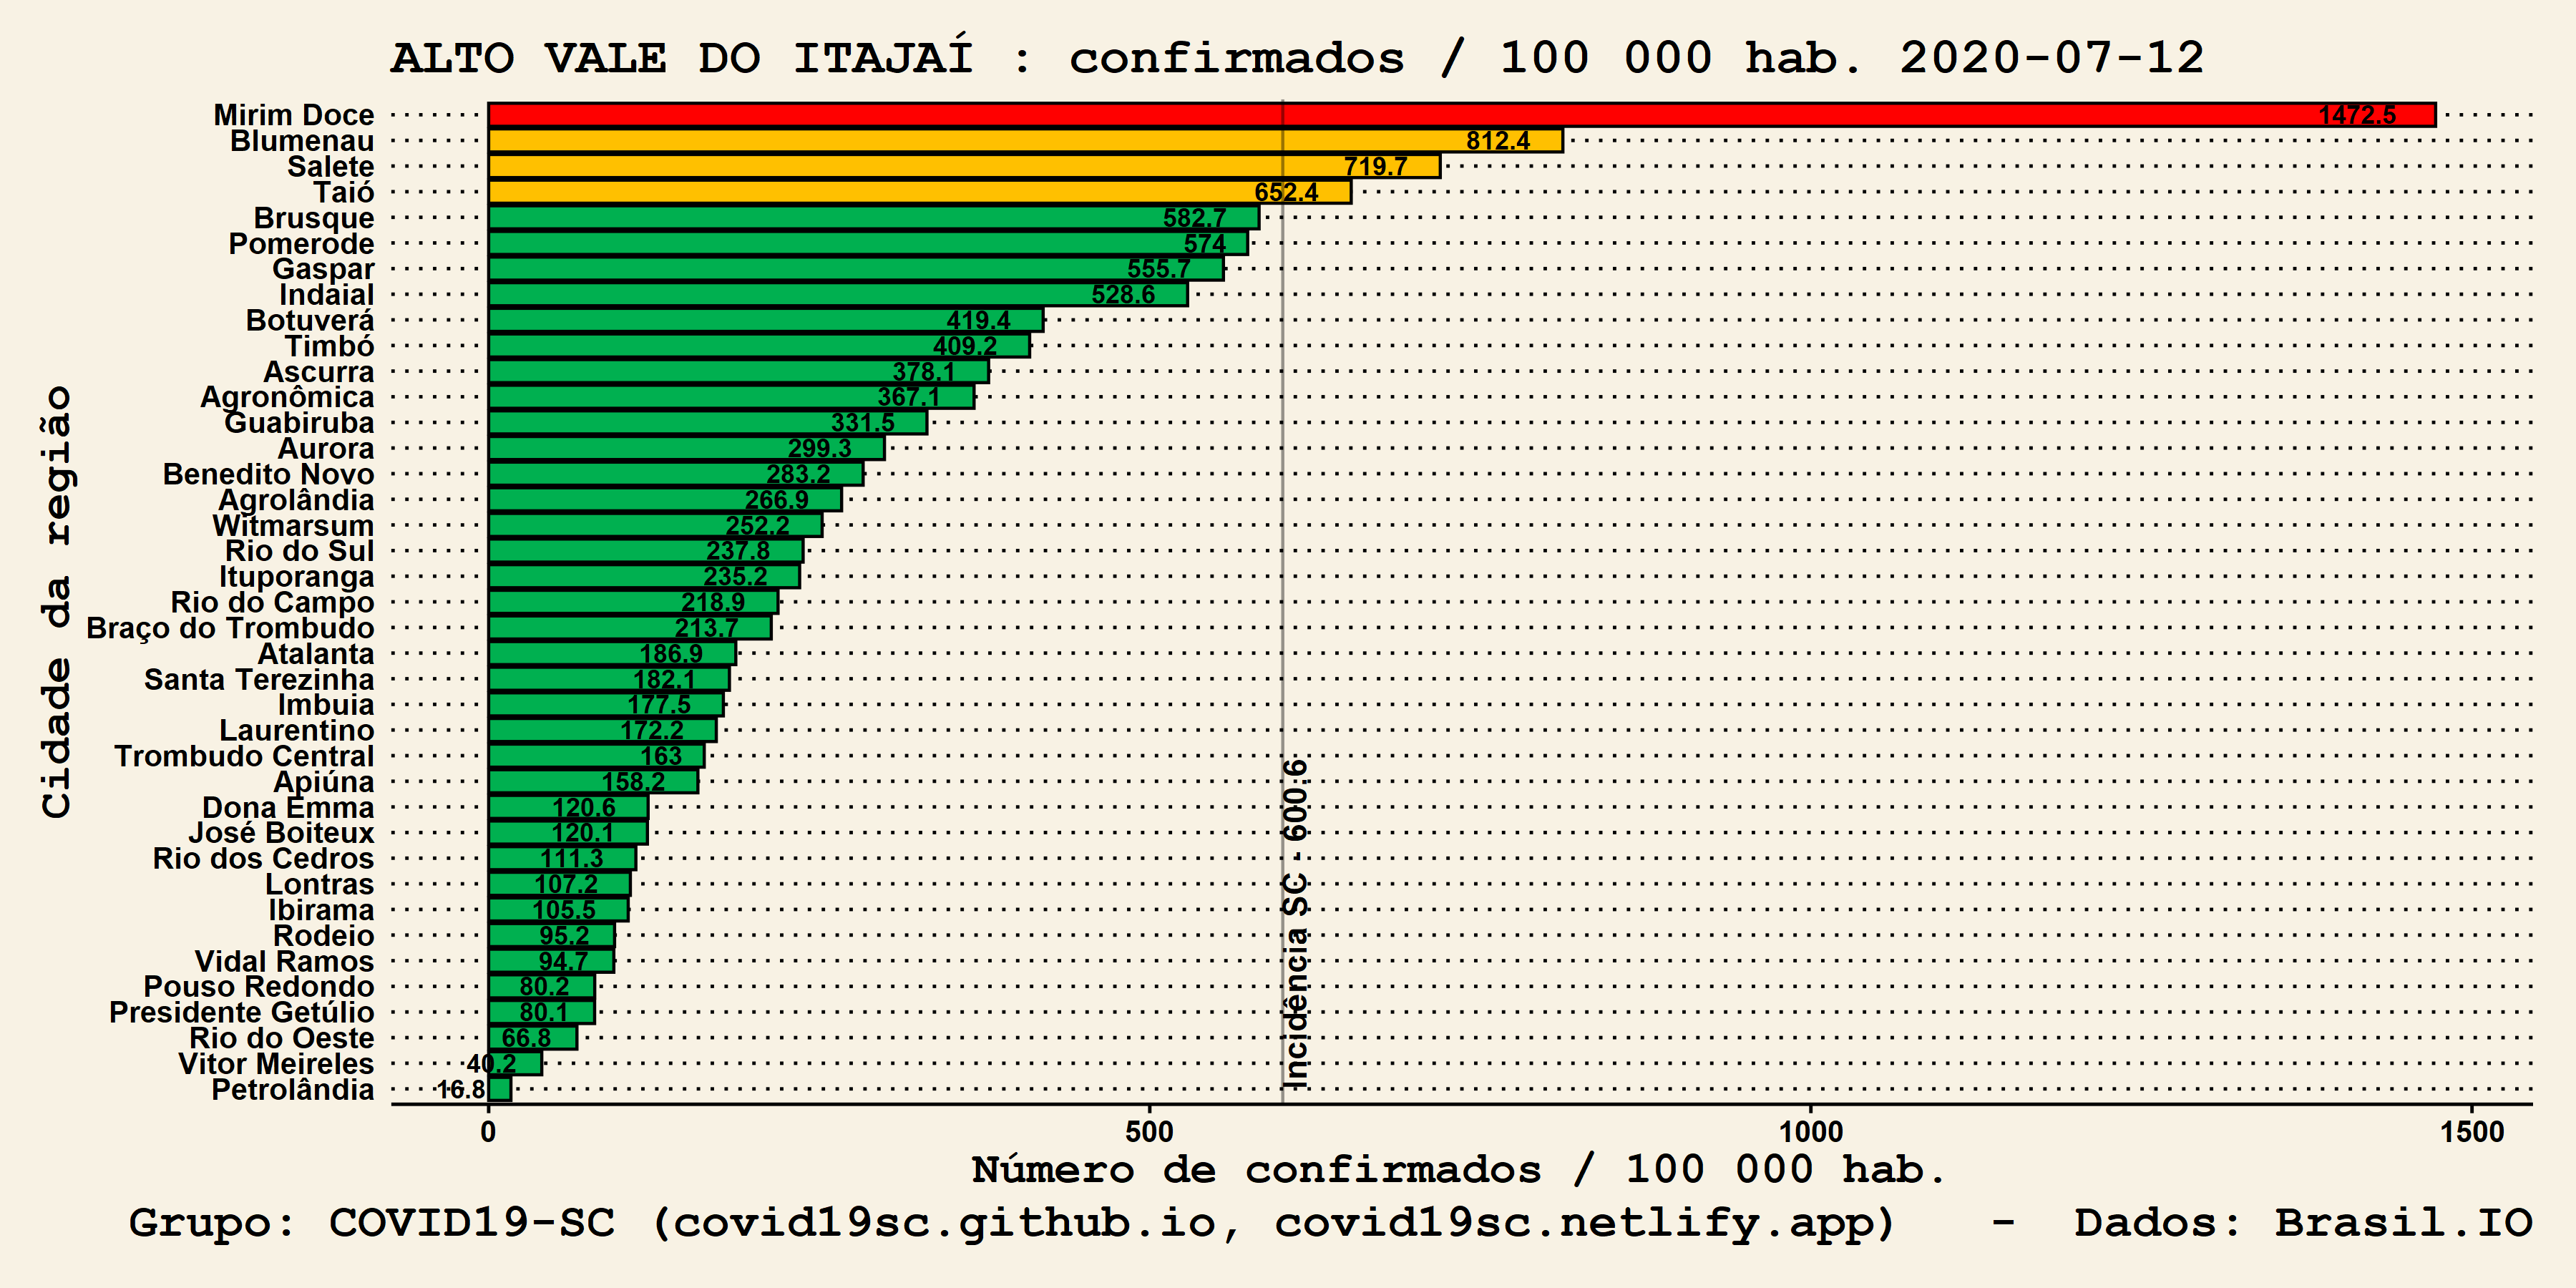 ALTO VALE DO ITAJAÍ : confirmados / 100 000 hab. 2020-07-12
Cidade da região
Mirim Doce 1472.5
Blumenau 812.4
Salete 719.7
Taió 652.4
Brusque 582.7
Pomerode 574
Gaspar 555.7
Indaial 528.6
Botuverá 419.4
Timbó 409.2
Ascurra 378.1
Agronômica 367.1
Guabiruba 331.5
Aurora 299.3
Benedito Novo 283.2
Agrolândia 266.9
Witmarsum 252.2
Rio do Sul 237.8
Ituporanga 235.2
Rio do Campo 218.9
Braço do Trombudo 213.7
Atalanta 186.9
Santa Terezinha 182.1
Imbuia 177.5
Laurentino 172.2
Trombudo Central 163
Apiúna 158.2
Dona Emma 120.6
José Boiteux 120.1
Rio dos Cedros 111.3
Lontras 107.2
Ibirama 105.5
Rodeio 95.2
Vidal Ramos 94.7
Pouso Redondo 80.2
Presidente Getúlio 80.1
Rio do Oeste 66.8
Vitor Meireles 40.2
Petrolândia 16.8
Incidência SC - 600.6
0 500 1000 1500
Número de confirmados / 100 000 hab.
Grupo: COVID19-SC (covid19sc.github.io, covid19sc.netlify.app) - Dados: Brasil.IO